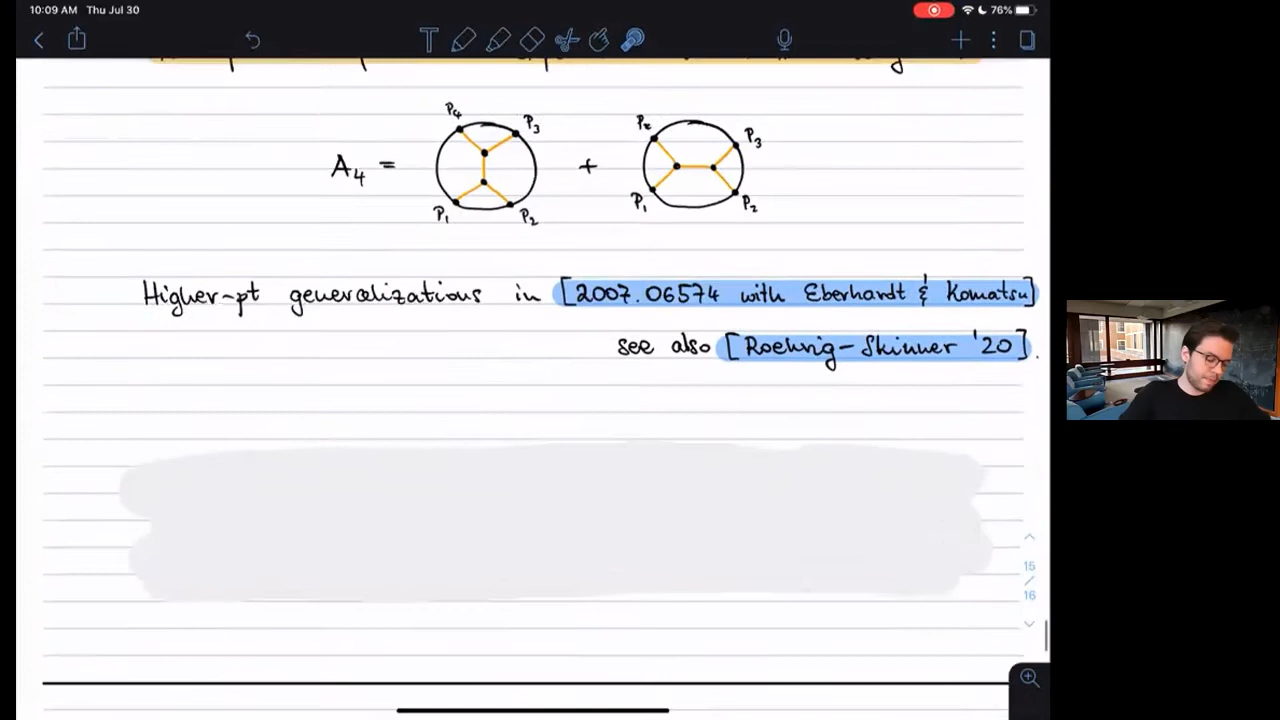 10:09 AM Thu Jul 30
76%
P4 P3
P1 P2
A4 = +
P4 P3
P1 P2
Higher-pt generalizations in [2007.06574 with Eberhardt & Komatsu]
see also [Roehrig-Skinner '20].
15
/
16